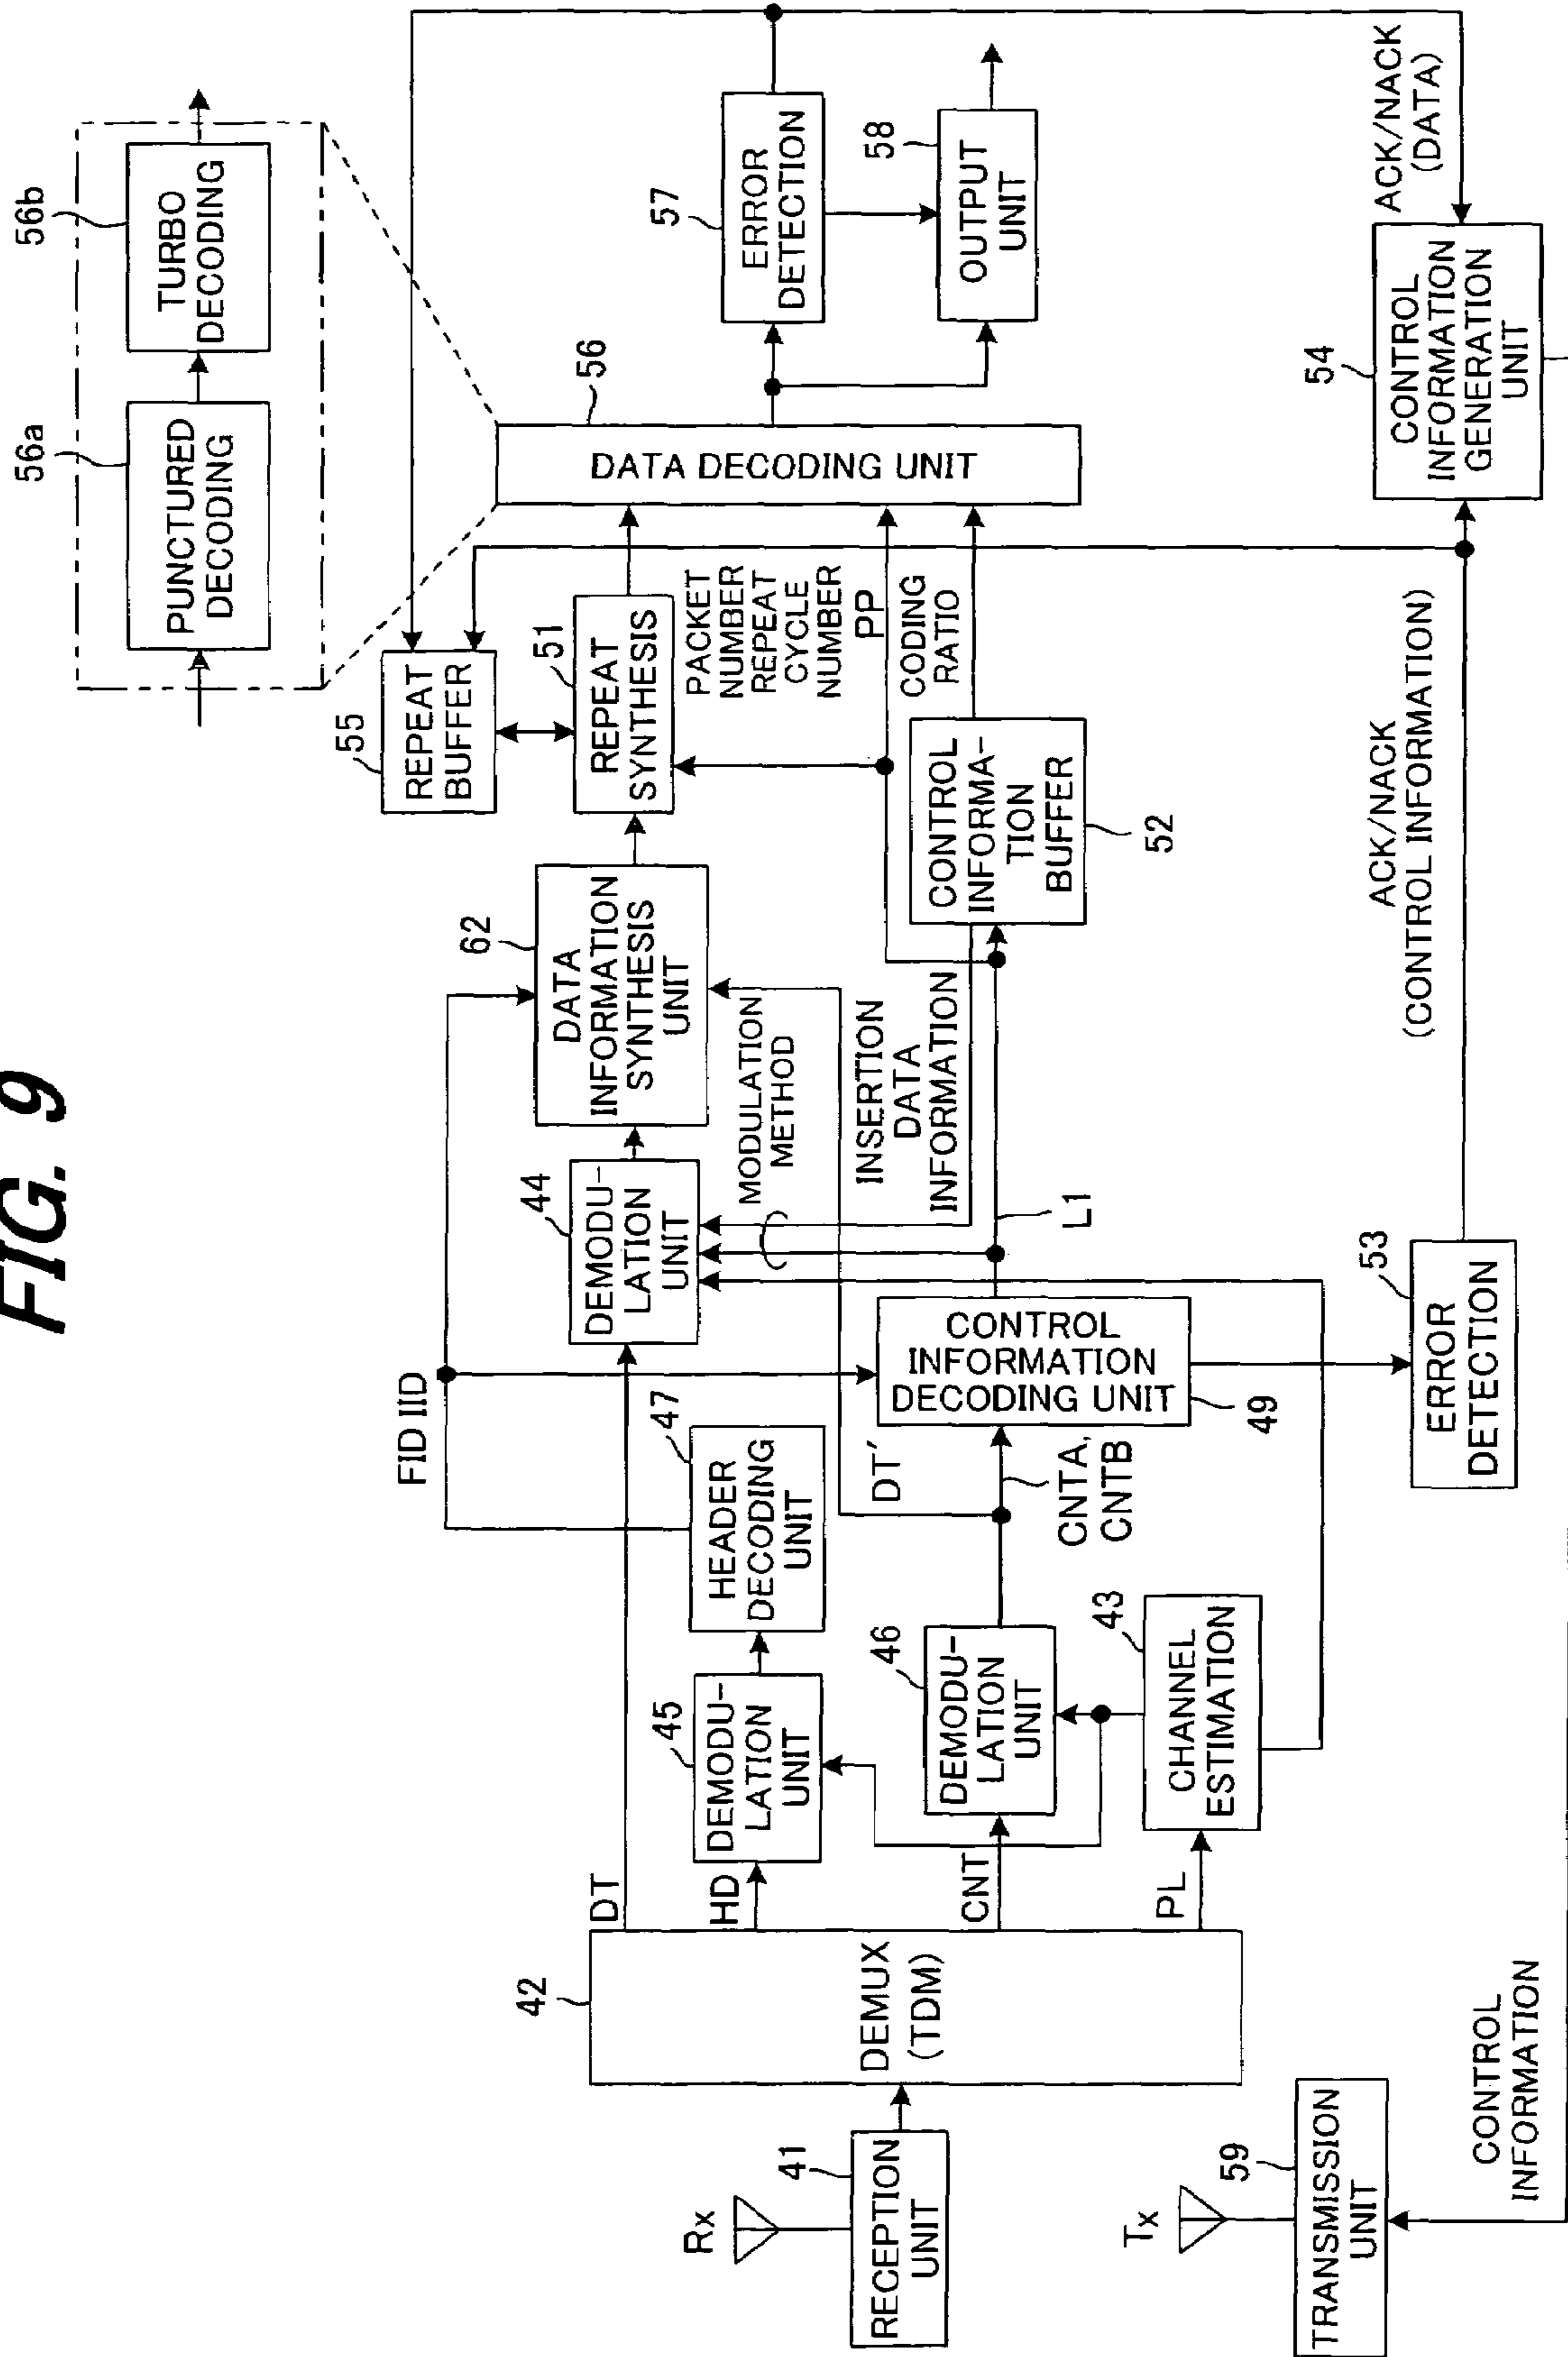 FIG. 9
Rx
41
RECEPTION
UNIT
Tx
59
TRANSMISSION
UNIT
CONTROL
INFORMATION
42
DEMUX
(TDM)
DT
HD
CNT
PL
45
DEMODU-
LATION
UNIT
46
DEMODU-
LATION
UNIT
43
CHANNEL
ESTIMATION
47
HEADER
DECODING
UNIT
FID IID
DT'
CNTA,
CNTB
44
DEMODU-
LATION
UNIT
CONTROL
INFORMATION
DECODING UNIT
49
53
ERROR
DETECTION
MODULATION
METHOD
INSERTION
DATA
INFORMATION
L1
62
DATA
INFORMATION
SYNTHESIS
UNIT
CONTROL
INFORMA-
TION
BUFFER
52
55
REPEAT
BUFFER
51
REPEAT
SYNTHESIS
PACKET
NUMBER
REPEAT
CYCLE
NUMBER
PP
CODING
RATIO
ACK/NACK
(CONTROL INFORMATION)
56
DATA DECODING UNIT
56a
PUNCTURED
DECODING
56b
TURBO
DECODING
57
ERROR
DETECTION
58
OUTPUT
UNIT
54
CONTROL
INFORMATION
GENERATION
UNIT
ACK/NACK
(DATA)